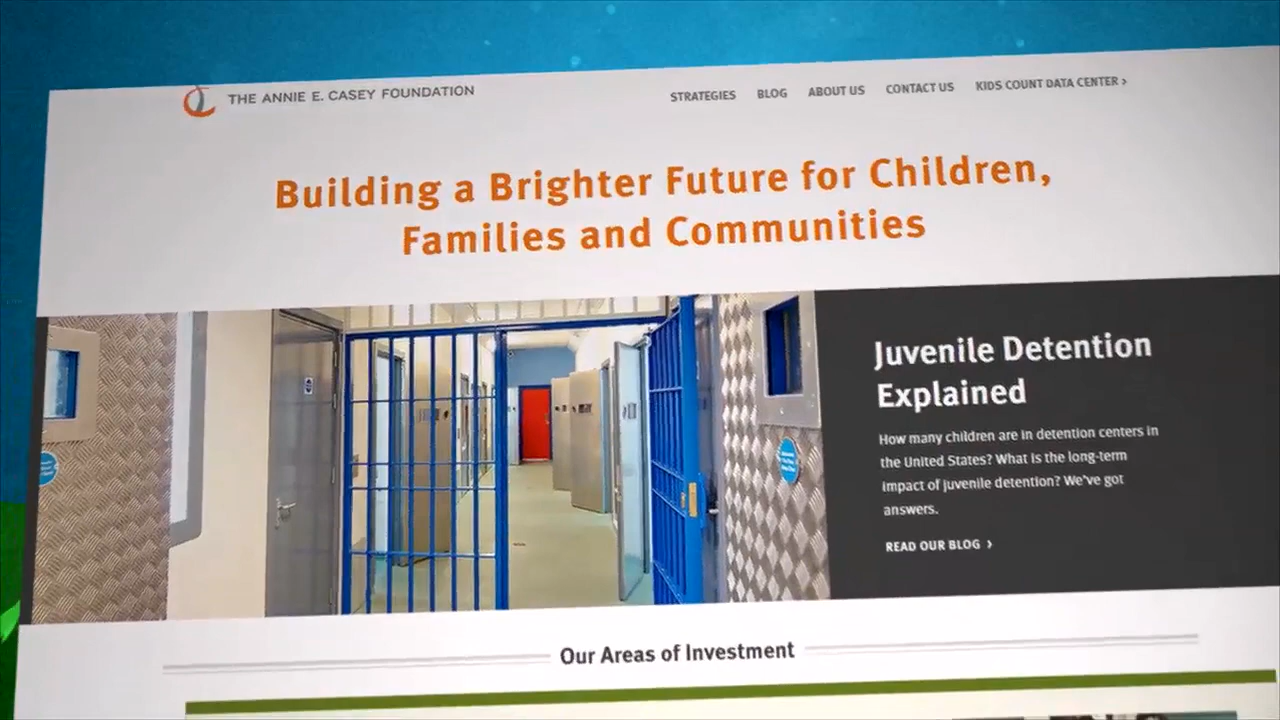 THE ANNIE E. CASEY FOUNDATION
STRATEGIES BLOG ABOUT US CONTACT US KIDS COUNT DATA CENTER ›
Building a Brighter Future for Children,
Families and Communities
Juvenile Detention
Explained
How many children are in detention centers in
the United States? What is the long-term
impact of juvenile detention? We've got
answers.
READ OUR BLOG ›
Our Areas of Investment